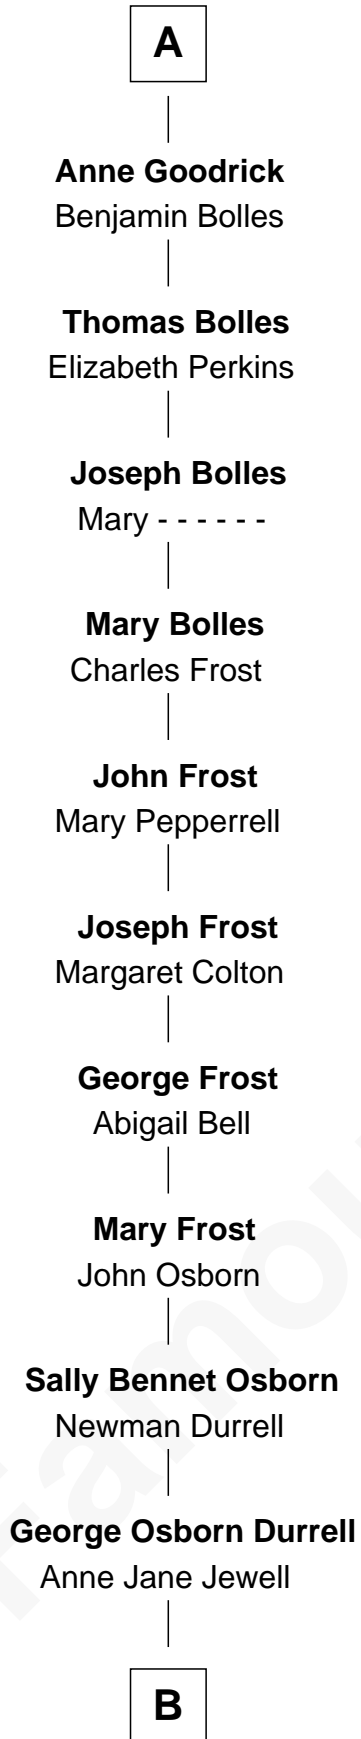 A
Anne Goodrick
Benjamin Bolles
Thomas Bolles
Elizabeth Perkins
Joseph Bolles
Mary - - - - - -
Mary Bolles
Charles Frost
John Frost
Mary Pepperrell
Joseph Frost
Margaret Colton
George Frost
Abigail Bell
Mary Frost
John Osborn
Sally Bennet Osborn
Newman Durrell
George Osborn Durrell
Anne Jane Jewell
B